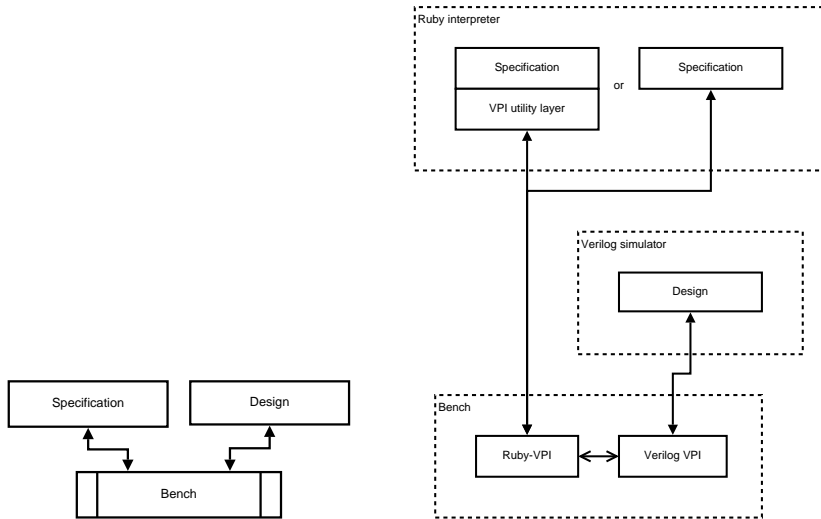 Specification
Design
Bench
Ruby interpreter
Specification
or
Specification
VPI utility layer
Verilog simulator
Design
Bench
Ruby-VPI
Verilog VPI